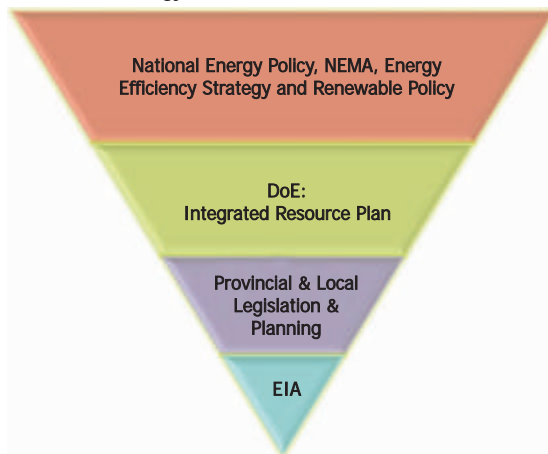 National Energy Policy, NEMA, Energy
Efficiency Strategy and Renewable Policy
DoE:
Integrated Resource Plan
Provincial & Local
Legislation &
Planning
EIA